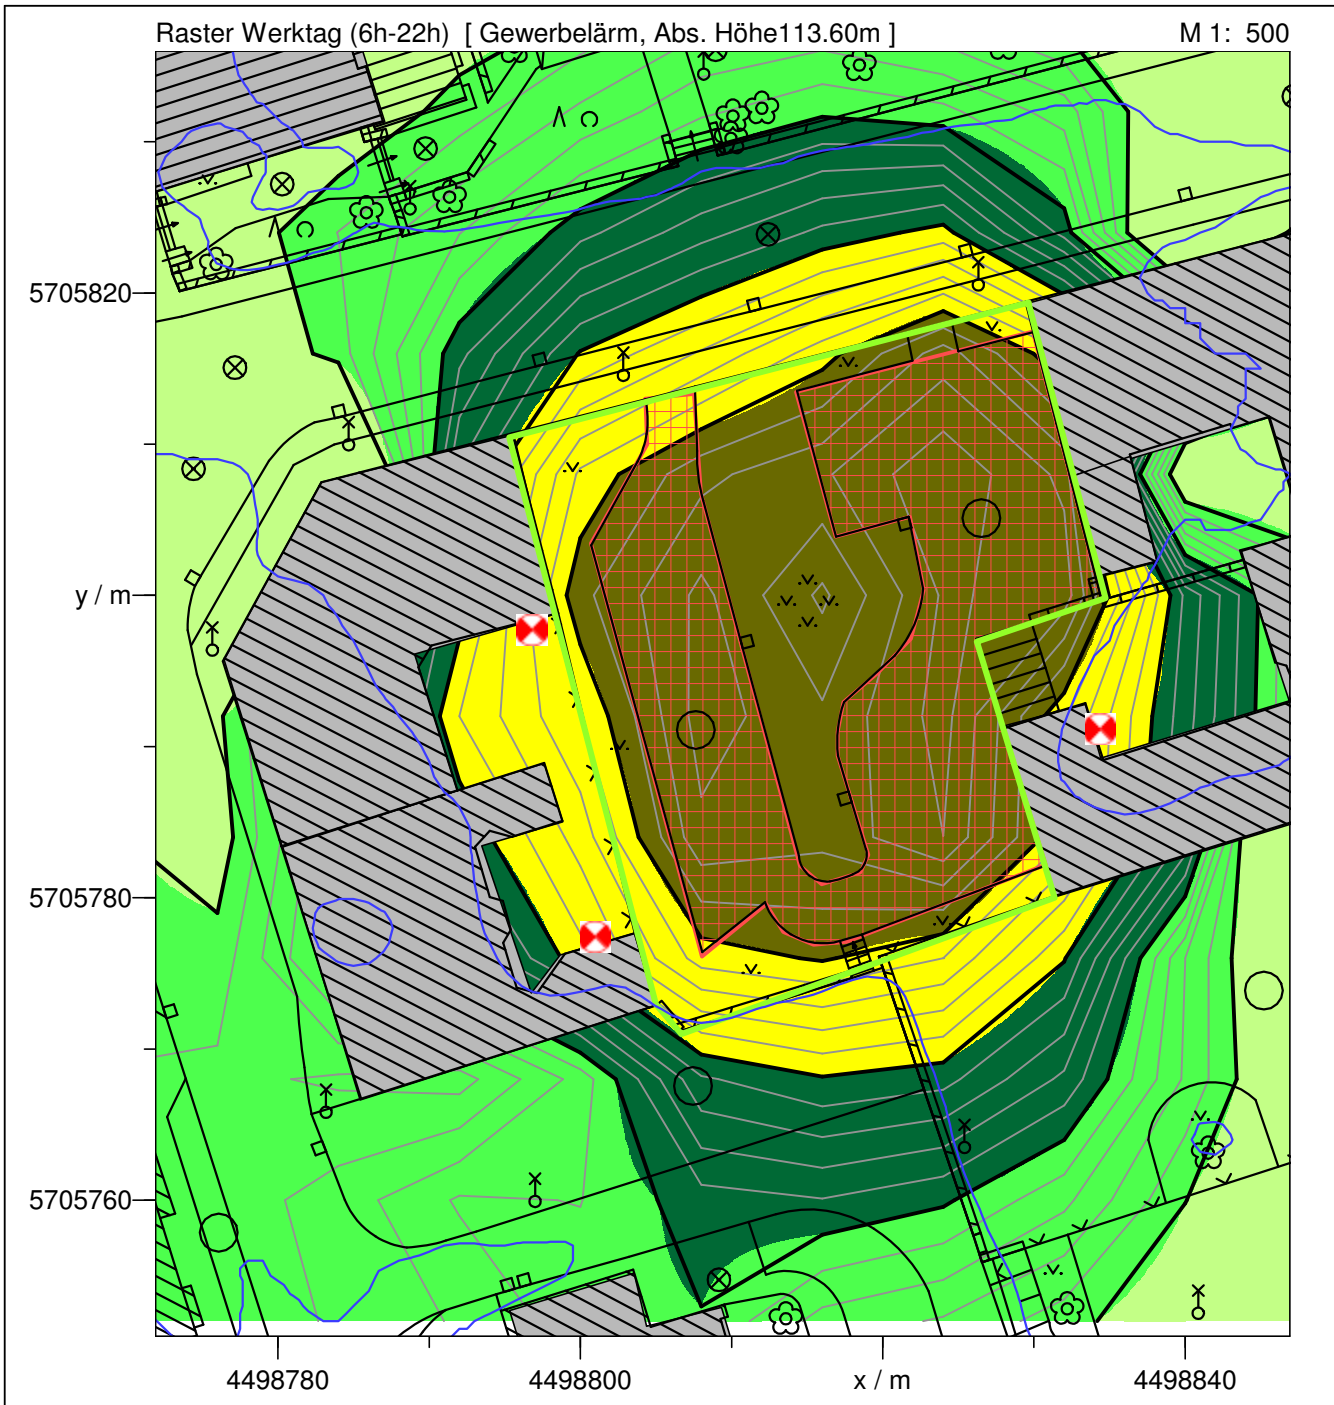 Raster Werktag (6h-22h)  [ Gewerbelärm, Abs. Höhe113.60m ] M 1:  500
5705820
y / m
5705780
5705760
4498780 4498800 x / m 4498840